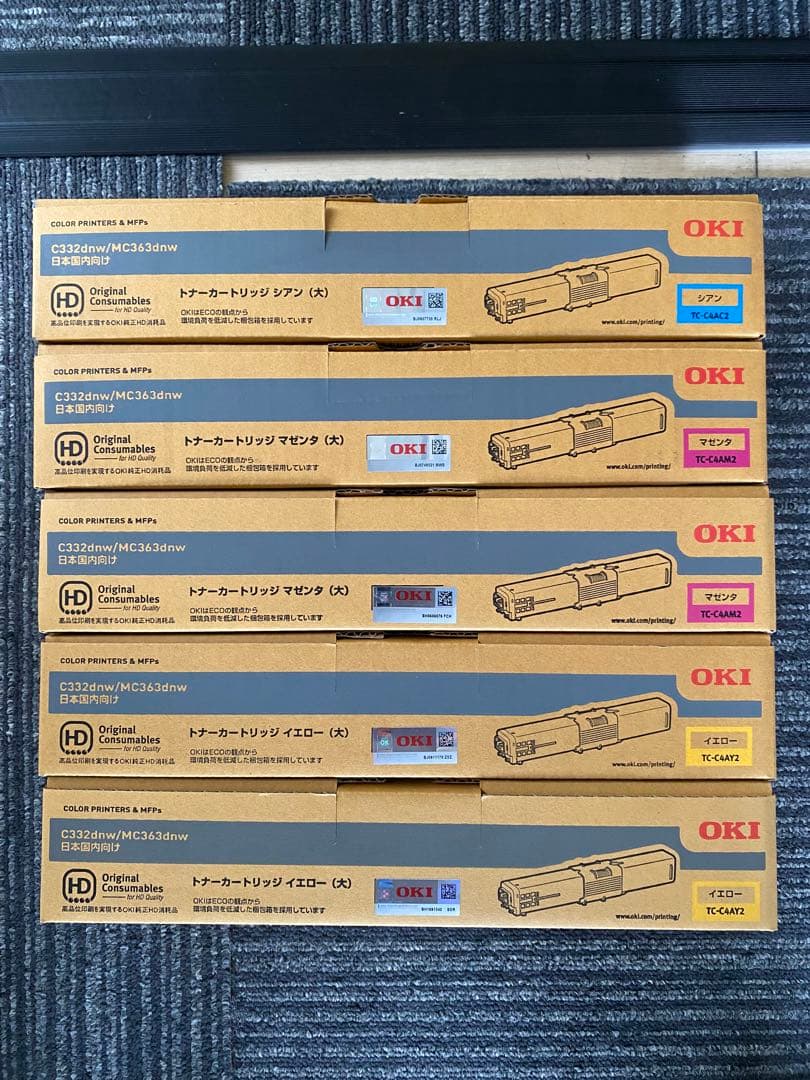 COLOR PRINTERS & MFPs
OKI
C332dnw/MC363dnw
日本国内向け
HD Original Consumables
for HD Quality
高品位印刷を実現するOKI純正HD消耗品
トナーカートリッジ シアン（大）
OKIはECOの観点から
環境負荷を低減した梱包箱を採用しています
OKI
www.oki.com/printing/
シアン
TC-C4AC2
COLOR PRINTERS & MFPs
OKI
C332dnw/MC363dnw
日本国内向け
HD Original Consumables
for HD Quality
高品位印刷を実現するOKI純正HD消耗品
トナーカートリッジ マゼンタ（大）
OKIはECOの観点から
環境負荷を低減した梱包箱を採用しています
OKI
www.oki.com/printing/
マゼンタ
TC-C4AM2
COLOR PRINTERS & MFPs
OKI
C332dnw/MC363dnw
日本国内向け
HD Original Consumables
for HD Quality
高品位印刷を実現するOKI純正HD消耗品
トナーカートリッジ マゼンタ（大）
OKIはECOの観点から
環境負荷を低減した梱包箱を採用しています
OKI
www.oki.com/printing/
マゼンタ
TC-C4AM2
COLOR PRINTERS & MFPs
OKI
C332dnw/MC363dnw
日本国内向け
HD Original Consumables
for HD Quality
高品位印刷を実現するOKI純正HD消耗品
トナーカートリッジ イエロー（大）
OKIはECOの観点から
環境負荷を低減した梱包箱を採用しています
OKI
www.oki.com/printing/
イエロー
TC-C4AY2
COLOR PRINTERS & MFPs
OKI
C332dnw/MC363dnw
日本国内向け
HD Original Consumables
for HD Quality
高品位印刷を実現するOKI純正HD消耗品
トナーカートリッジ イエロー（大）
OKIはECOの観点から
環境負荷を低減した梱包箱を採用しています
OKI
www.oki.com/printing/
イエロー
TC-C4AY2